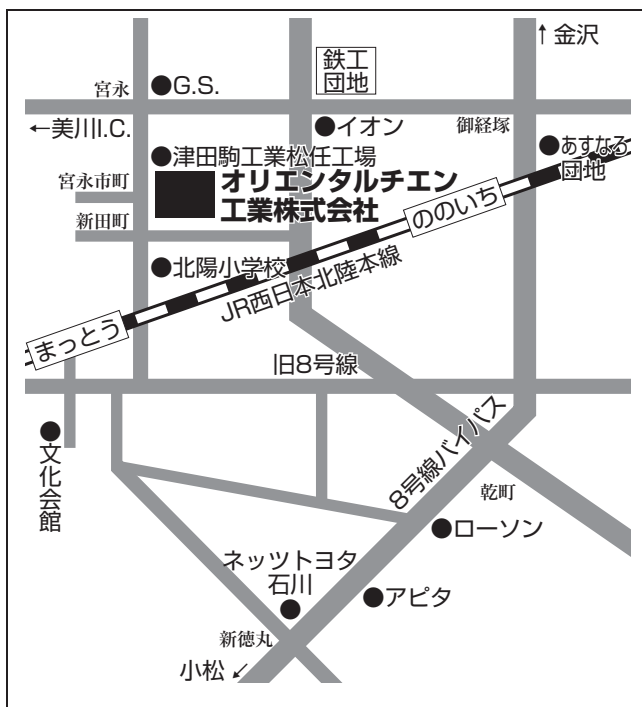 ↑金沢
鉄工
団地
宮永
●G.S.
←美川I.C.
●イオン
御経塚
●あすなろ
団地
●津田駒工業松任工場
宮永市町
オリエンタルチエン
工業株式会社
ののいち
新田町
●北陽小学校
JR西日本北陸本線
まっとう
旧8号線
●文化会館
8号線バイパス
乾町
●ローソン
ネッツトヨタ
石川
●アピタ
新徳丸
小松↙